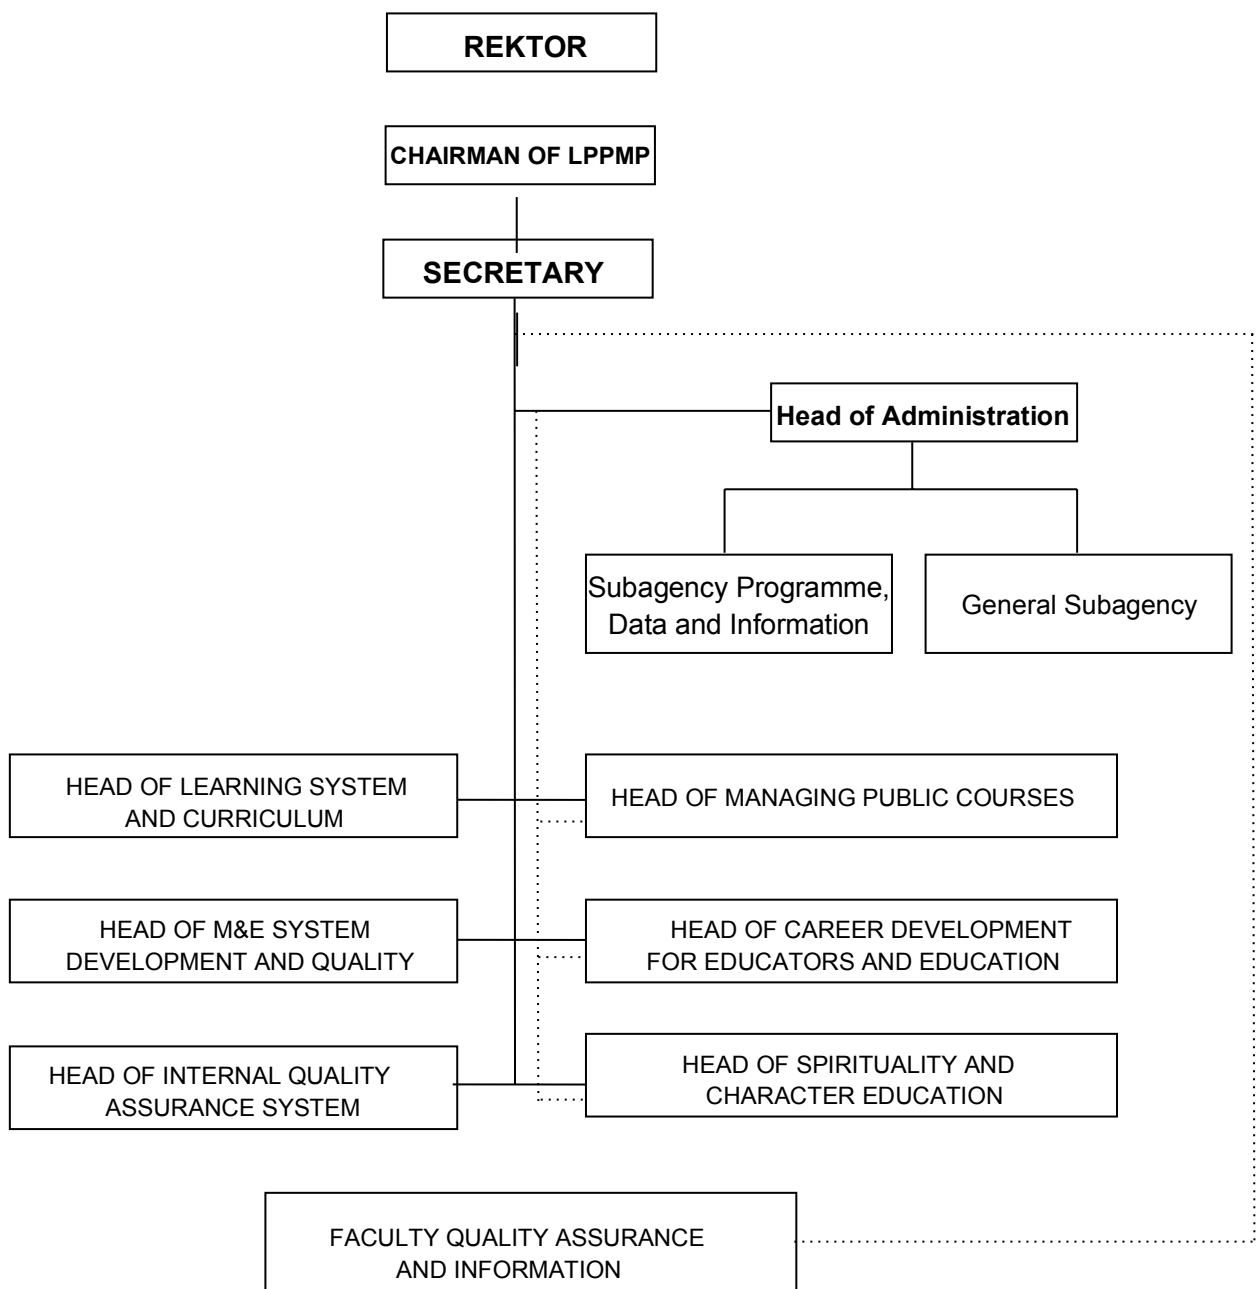 REKTOR
CHAIRMAN OF LPPMP
SECRETARY
Head of Administration
Subagency Programme,
Data and Information
General Subagency
HEAD OF LEARNING SYSTEM
AND CURRICULUM
HEAD OF MANAGING PUBLIC COURSES
HEAD OF M&E SYSTEM
DEVELOPMENT AND QUALITY
HEAD OF CAREER DEVELOPMENT
FOR EDUCATORS AND EDUCATION
HEAD OF INTERNAL QUALITY
ASSURANCE SYSTEM
HEAD OF SPIRITUALITY AND
CHARACTER EDUCATION
FACULTY QUALITY ASSURANCE
AND INFORMATION